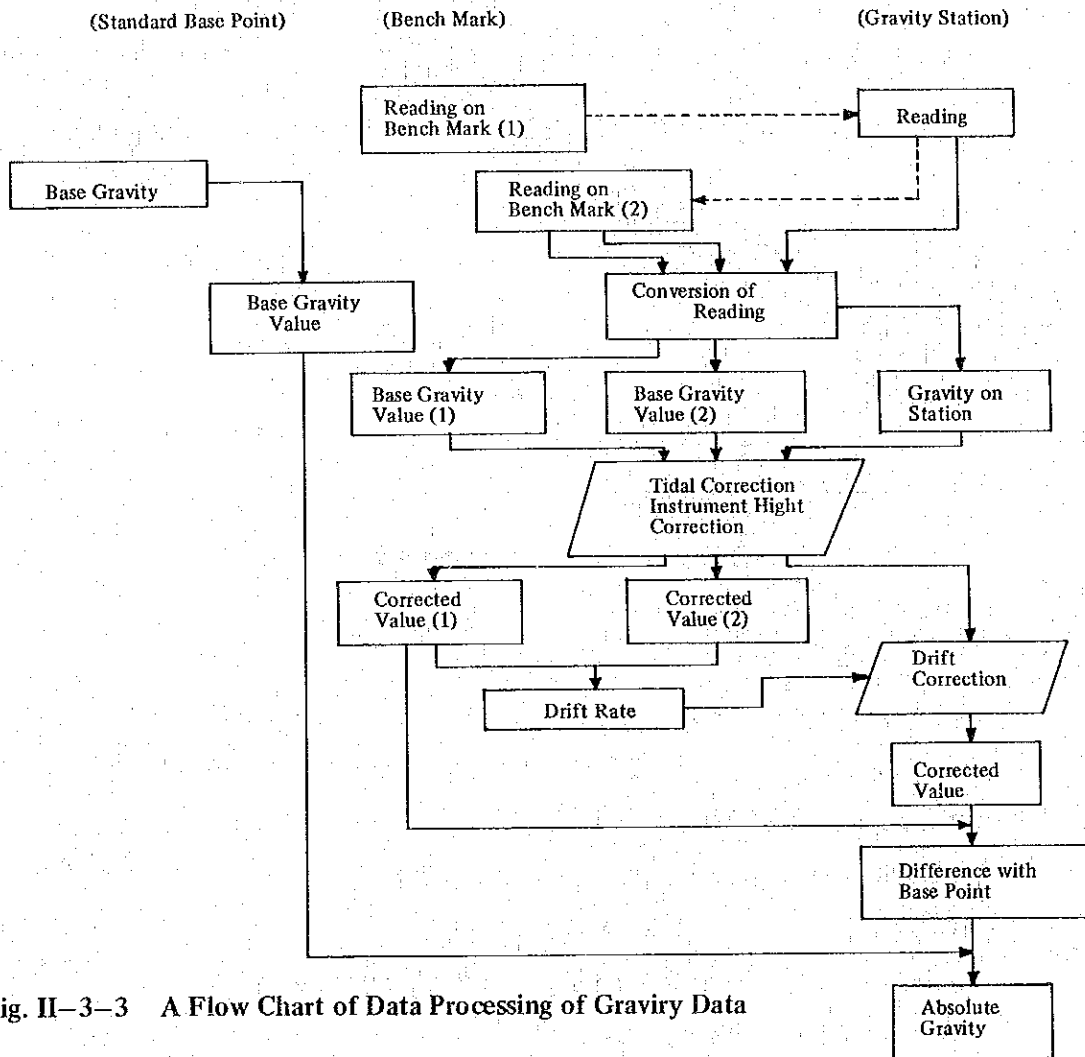 (Standard Base Point)
(Bench Mark)
(Gravity Station)
Reading on
Bench Mark (1)
Reading
Base Gravity
Reading on
Bench Mark (2)
Base Gravity
Value
Conversion of
Reading
Base Gravity
Value (1)
Base Gravity
Value (2)
Gravity on
Station
Tidal Correction
Instrument Hight
Correction
Corrected
Value (1)
Corrected
Value (2)
Drift
Correction
Drift Rate
Corrected
Value
Difference with
Base Point
Absolute
Gravity
ig. II–3–3 A Flow Chart of Data Processing of Graviry Data